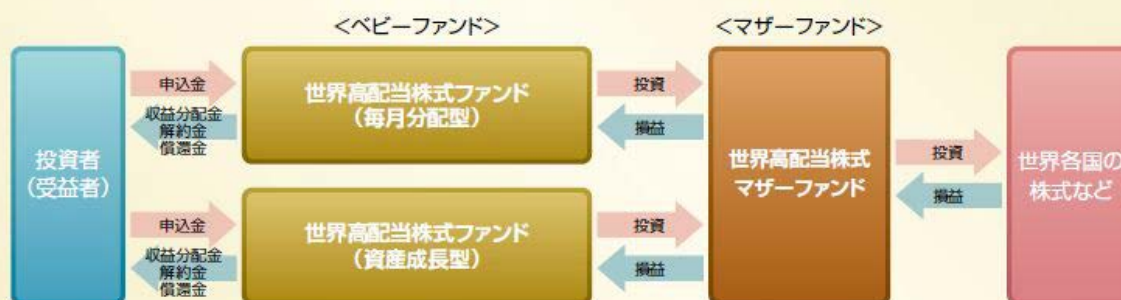 <ベビーファンド>
<マザーファンド>
投資者
(受益者)
申込金
収益分配金
解約金
償還金
世界高配当株式ファンド
(毎月分配型)
投資
損益
申込金
収益分配金
解約金
償還金
世界高配当株式ファンド
(資産成長型)
投資
損益
世界高配当株式
マザーファンド
投資
損益
世界各国の
株式など